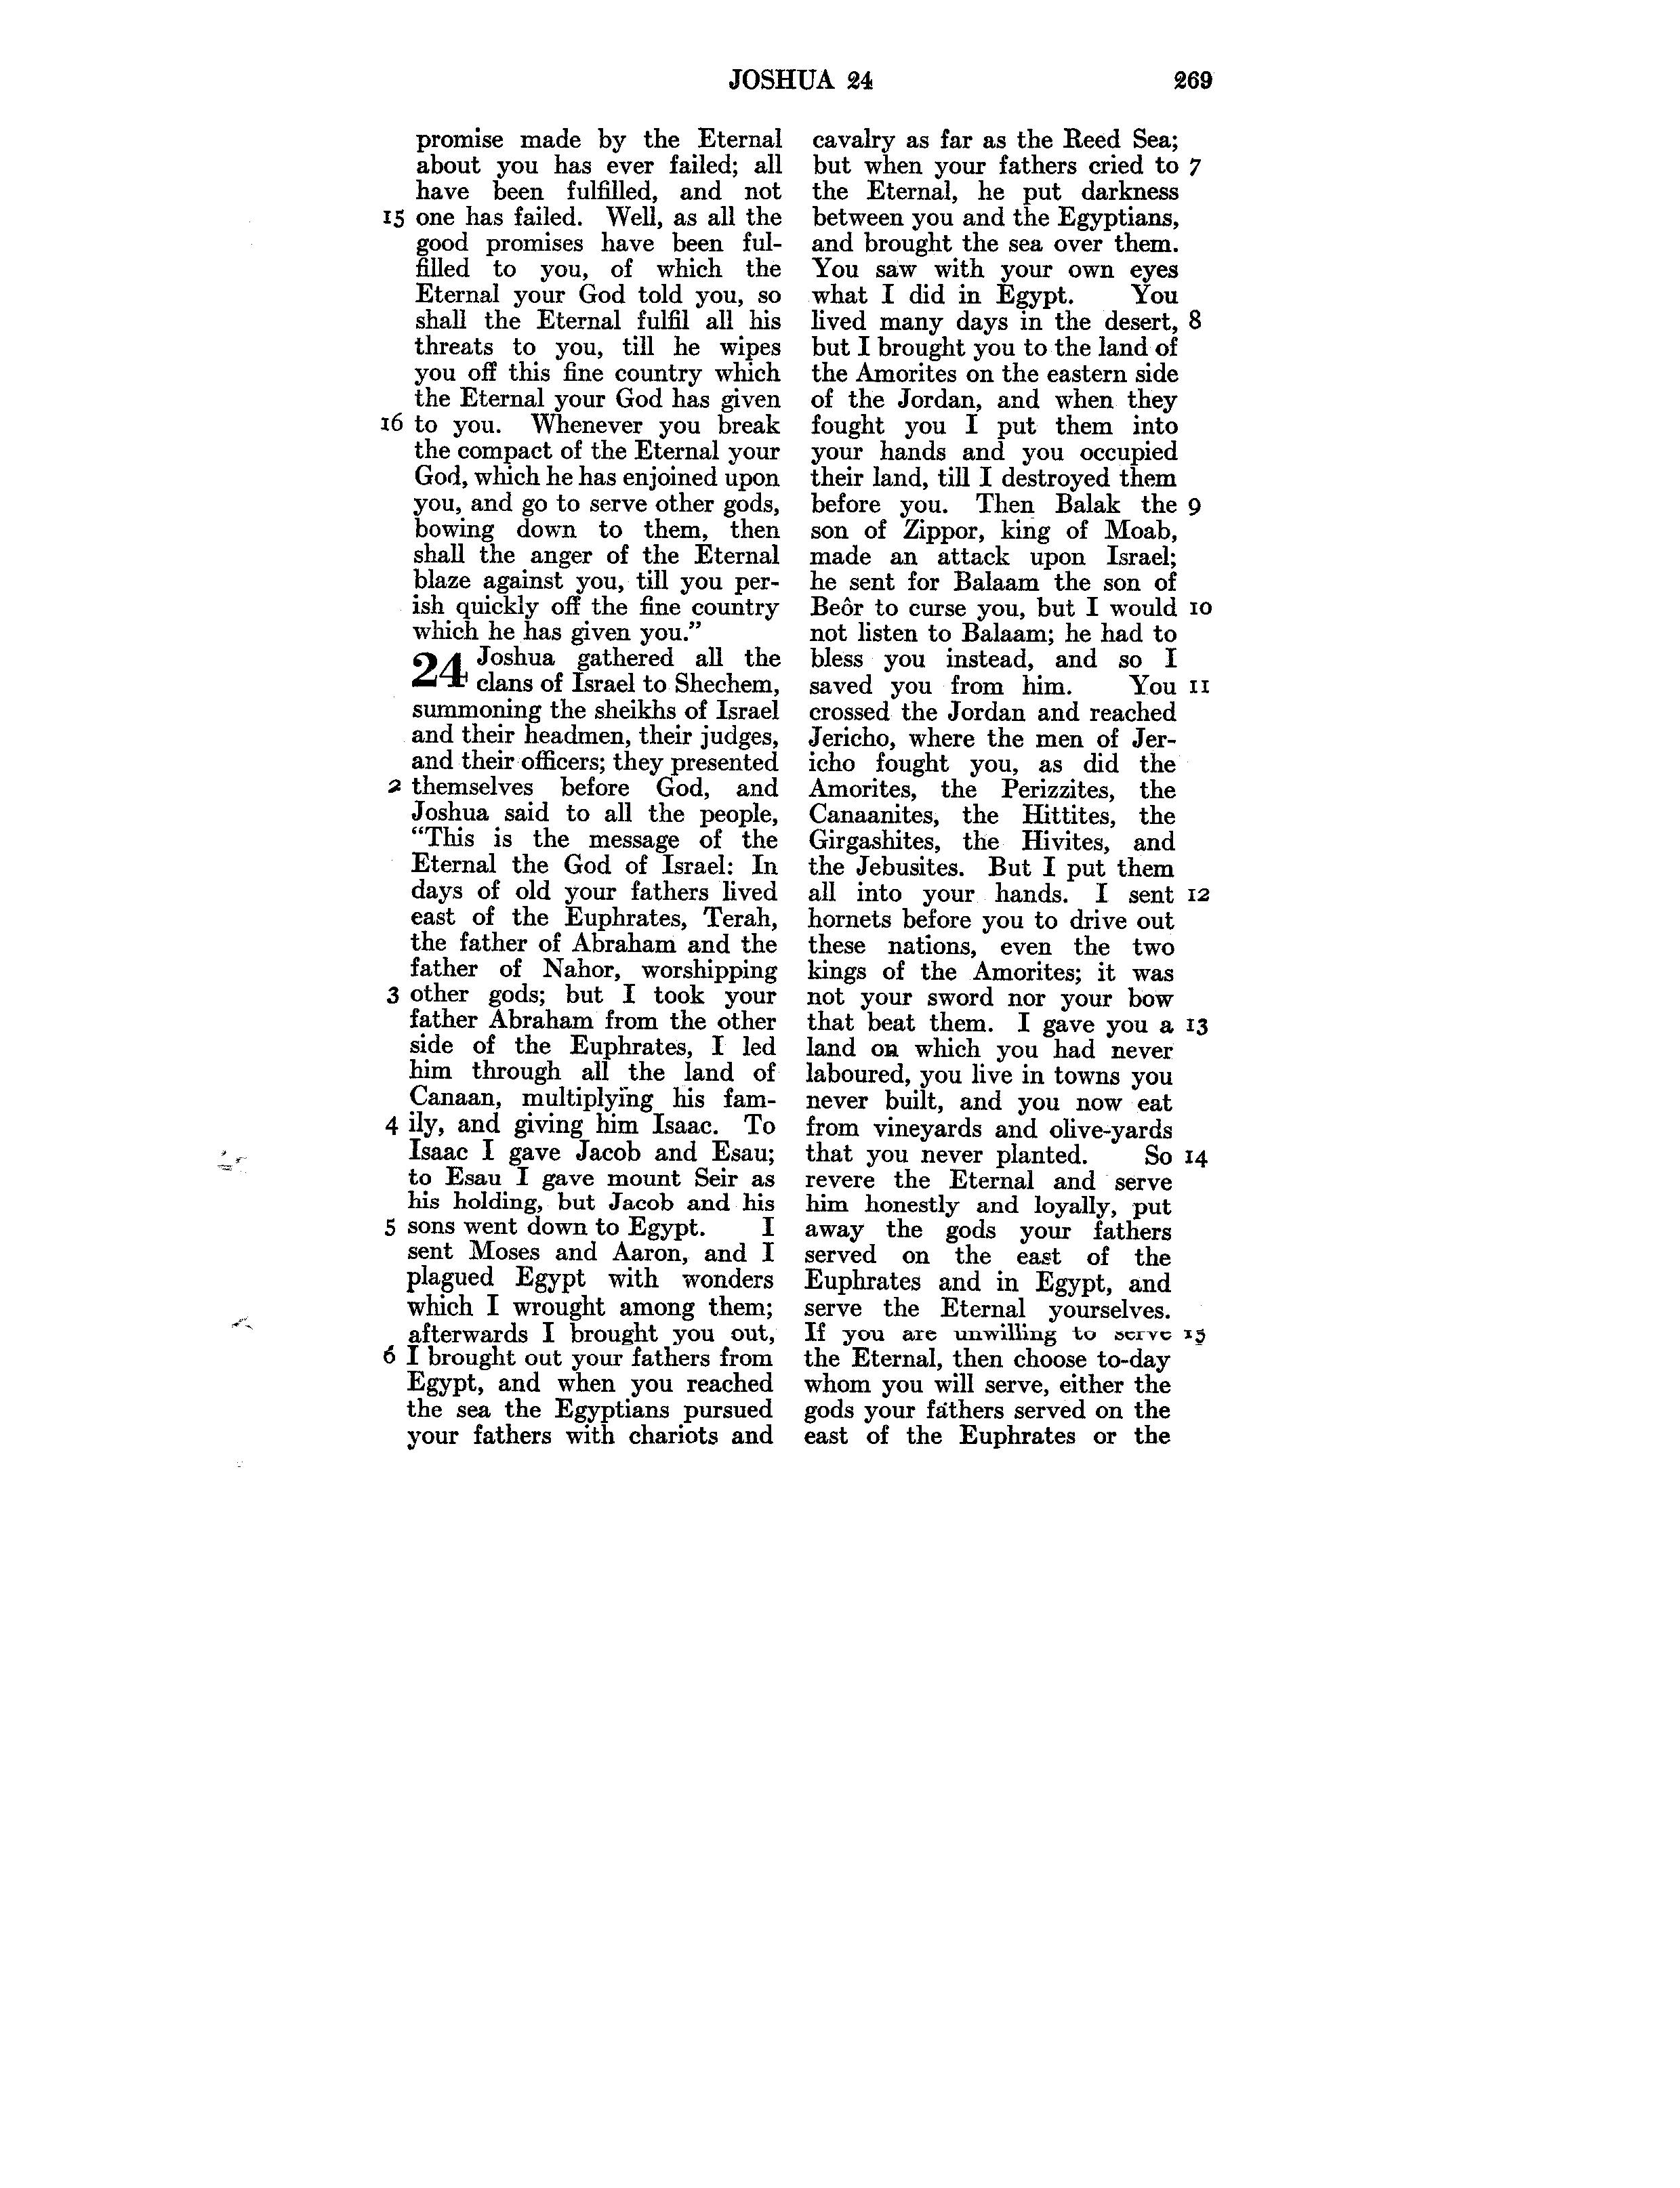 JOSHUA 24 269
promise made by the Eternal
about you has ever failed; all
have been fulfilled, and not
15 one has failed. Well, as all the
good promises have been ful-
filled to you, of which the
Eternal your God told you, so
shall the Eternal fulfil all his
threats to you, till he wipes
you off this fine country which
the Eternal your God has given
16 to you. Whenever you break
the compact of the Eternal your
God, which he has enjoined upon
you, and go to serve other gods,
bowing down to them, then
shall the anger of the Eternal
blaze against you, till you per-
ish quickly off the fine country
which he has given you.”
24 Joshua gathered all the
clans of Israel to Shechem,
summoning the sheikhs of Israel
and their headmen, their judges,
and their officers; they presented
2 themselves before God, and
Joshua said to all the people,
“This is the message of the
Eternal the God of Israel: In
days of old your fathers lived
east of the Euphrates, Terah,
the father of Abraham and the
father of Nahor, worshipping
3 other gods; but I took your
father Abraham from the other
side of the Euphrates, I led
him through all the land of
Canaan, multiplying his fam-
4 ily, and giving him Isaac. To
Isaac I gave Jacob and Esau;
to Esau I gave mount Seir as
his holding, but Jacob and his
5 sons went down to Egypt. I
sent Moses and Aaron, and I
plagued Egypt with wonders
which I wrought among them;
afterwards I brought you out,
6 I brought out your fathers from
Egypt, and when you reached
the sea the Egyptians pursued
your fathers with chariots and
cavalry as far as the Reed Sea;
but when your fathers cried to 7
the Eternal, he put darkness
between you and the Egyptians,
and brought the sea over them.
You saw with your own eyes
what I did in Egypt. You
lived many days in the desert, 8
but I brought you to the land of
the Amorites on the eastern side
of the Jordan, and when they
fought you I put them into
your hands and you occupied
their land, till I destroyed them
before you. Then Balak the 9
son of Zippor, king of Moab,
made an attack upon Israel;
he sent for Balaam the son of
Beôr to curse you, but I would 10
not listen to Balaam; he had to
bless you instead, and so I
saved you from him. You 11
crossed the Jordan and reached
Jericho, where the men of Jer-
icho fought you, as did the
Amorites, the Perizzites, the
Canaanites, the Hittites, the
Girgashites, the Hivites, and
the Jebusites. But I put them
all into your hands. I sent 12
hornets before you to drive out
these nations, even the two
kings of the Amorites; it was
not your sword nor your bow
that beat them. I gave you a 13
land on which you had never
laboured, you live in towns you
never built, and you now eat
from vineyards and olive-yards
that you never planted. So 14
revere the Eternal and serve
him honestly and loyally, put
away the gods your fathers
served on the east of the
Euphrates and in Egypt, and
serve the Eternal yourselves.
If you are unwilling to serve 15
the Eternal, then choose to-day
whom you will serve, either the
gods your fathers served on the
east of the Euphrates or the